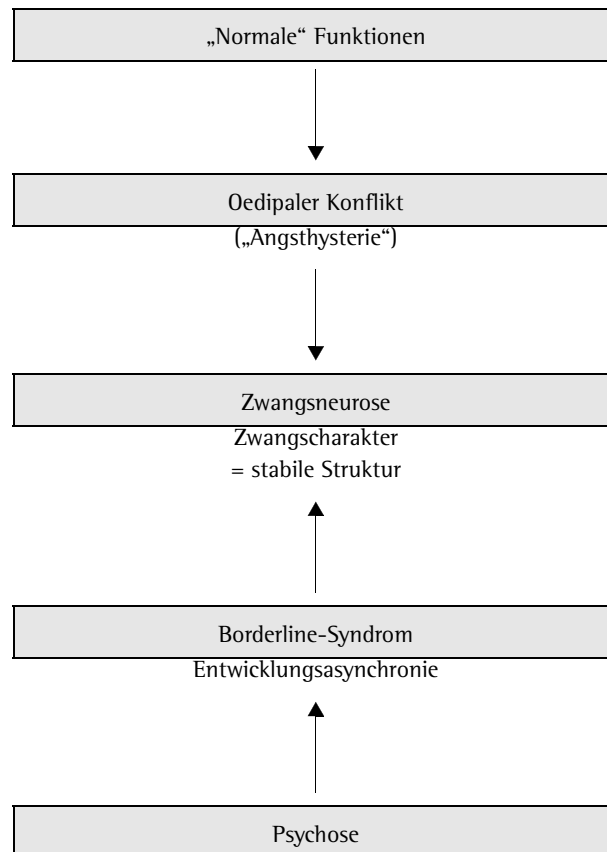 „Normale“ Funktionen
Oedipaler Konflikt
(„Angsthysterie“)
Zwangsneurose
Zwangscharakter
= stabile Struktur
Borderline-Syndrom
Entwicklungsasynchronie
Psychose